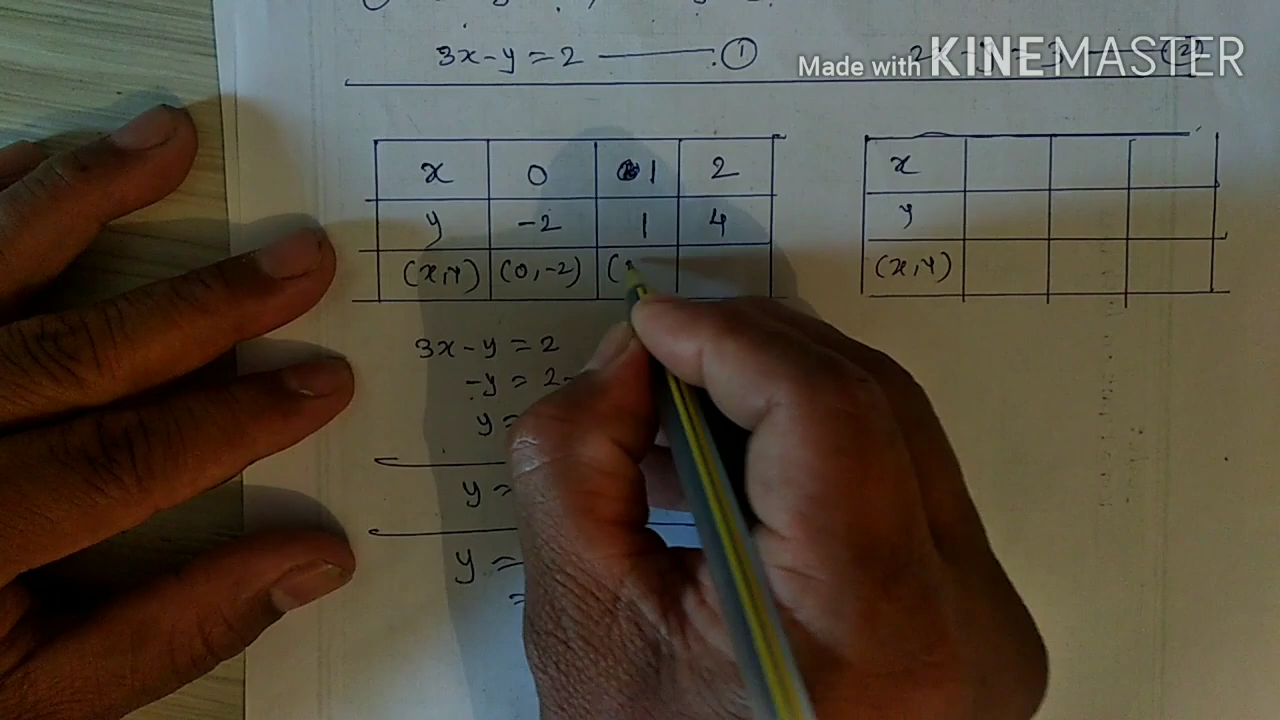 3x-y=2 ———— ①
Made with KINEMASTER
x 0 1 2
y -2 1 4
(x,y) (0,-2) (
x
y
(x,y)
3x-y=2
-y=2-
y=
y=
y=
=